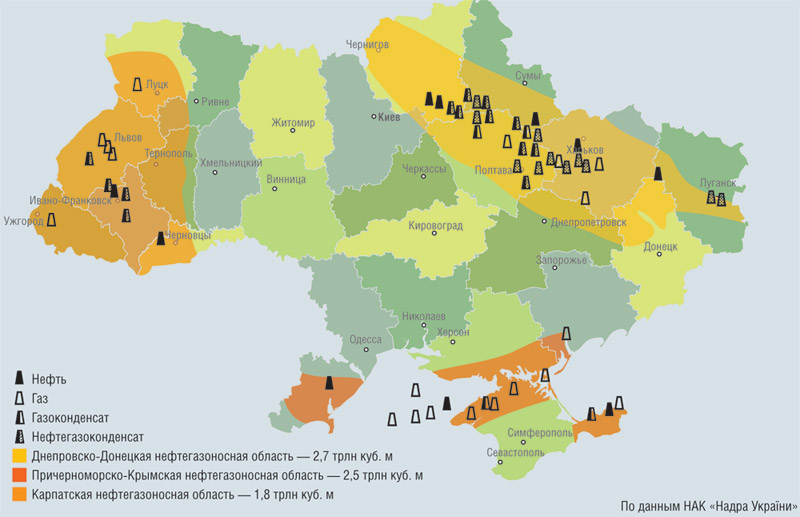 Чернигов
Сумы
Луцк
Ривне
Киев
Житомир
Львов
Харьков
Тернополь
Хмельницкий
Полтава
Черкассы
Винница
Луганск
Ивано-Франковск
Ужгород
Днепропетровск
Кировоград
Черновцы
Донецк
Запорожье
Николаев
Херсон
Одесса
Симферополь
Севастополь
Нефть
Газ
Газоконденсат
Нефтегазоконденсат
Днепровско-Донецкая нефтегазоносная область — 2,7 трлн куб. м
Причерноморско-Крымская нефтегазоносная область — 2,5 трлн куб. м
Карпатская нефтегазоносная область — 1,8 трлн куб. м
По данным НАК «Надра України»